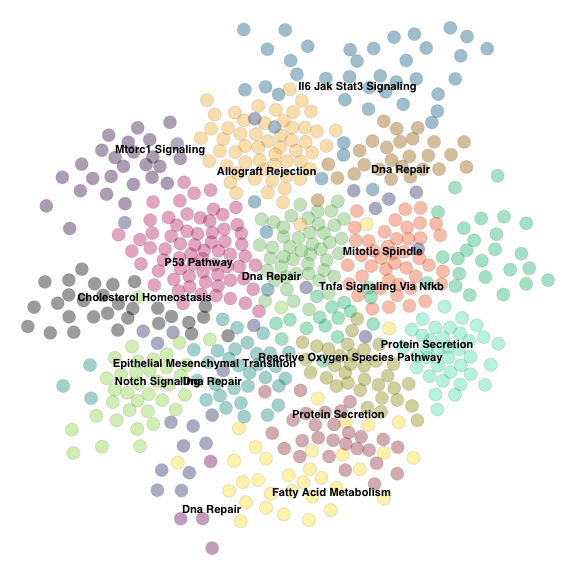 Il6 Jak Stat3 Signaling
Mtorc1 Signaling
Allograft Rejection
Dna Repair
Mitotic Spindle
P53 Pathway
Dna Repair
Tnfa Signaling Via Nfkb
Cholesterol Homeostasis
Protein Secretion
Reactive Oxygen Species Pathway
Epithelial Mesenchymal Transition
Notch Signaling
Dna Repair
Protein Secretion
Fatty Acid Metabolism
Dna Repair